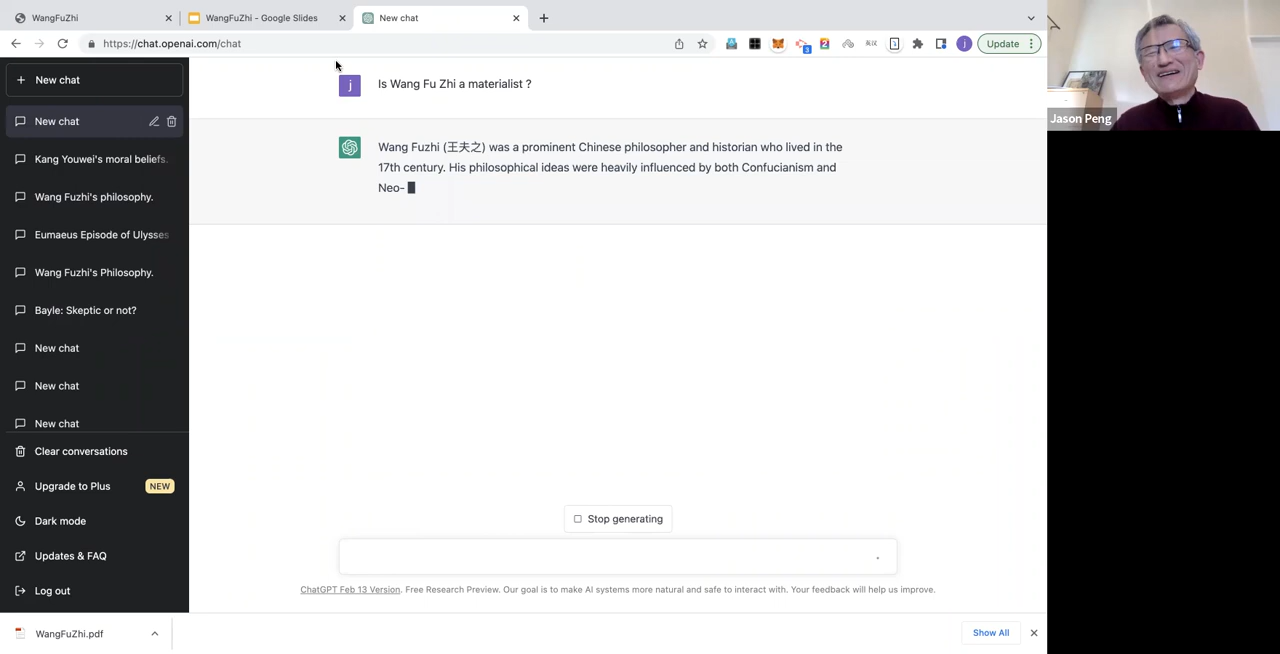 WangFuZhi
WangFuZhi - Google Slides
New chat
https://chat.openai.com/chat
j
Update
New chat
New chat
Kang Youwei's moral beliefs.
Wang Fuzhi's philosophy.
Eumaeus Episode of Ulysses
Wang Fuzhi's Philosophy.
Bayle: Skeptic or not?
New chat
New chat
New chat
Clear conversations
Upgrade to Plus NEW
Dark mode
Updates & FAQ
Log out
j
Is Wang Fu Zhi a materialist ?
Wang Fuzhi (王夫之) was a prominent Chinese philosopher and historian who lived in the
17th century. His philosophical ideas were heavily influenced by both Confucianism and
Neo-
Stop generating
ChatGPT Feb 13 Version. Free Research Preview. Our goal is to make AI systems more natural and safe to interact with. Your feedback will help us improve.
WangFuZhi.pdf
Show All
Jason Peng